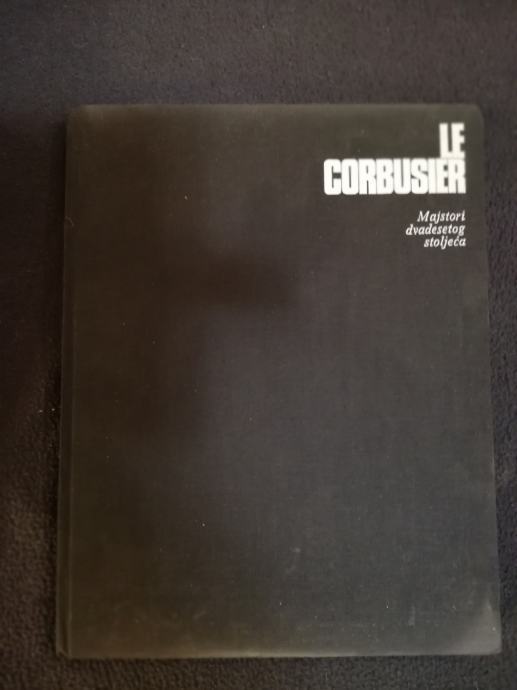 LE
CORBUSIER
Majstori
dvadesetog
stoljeća